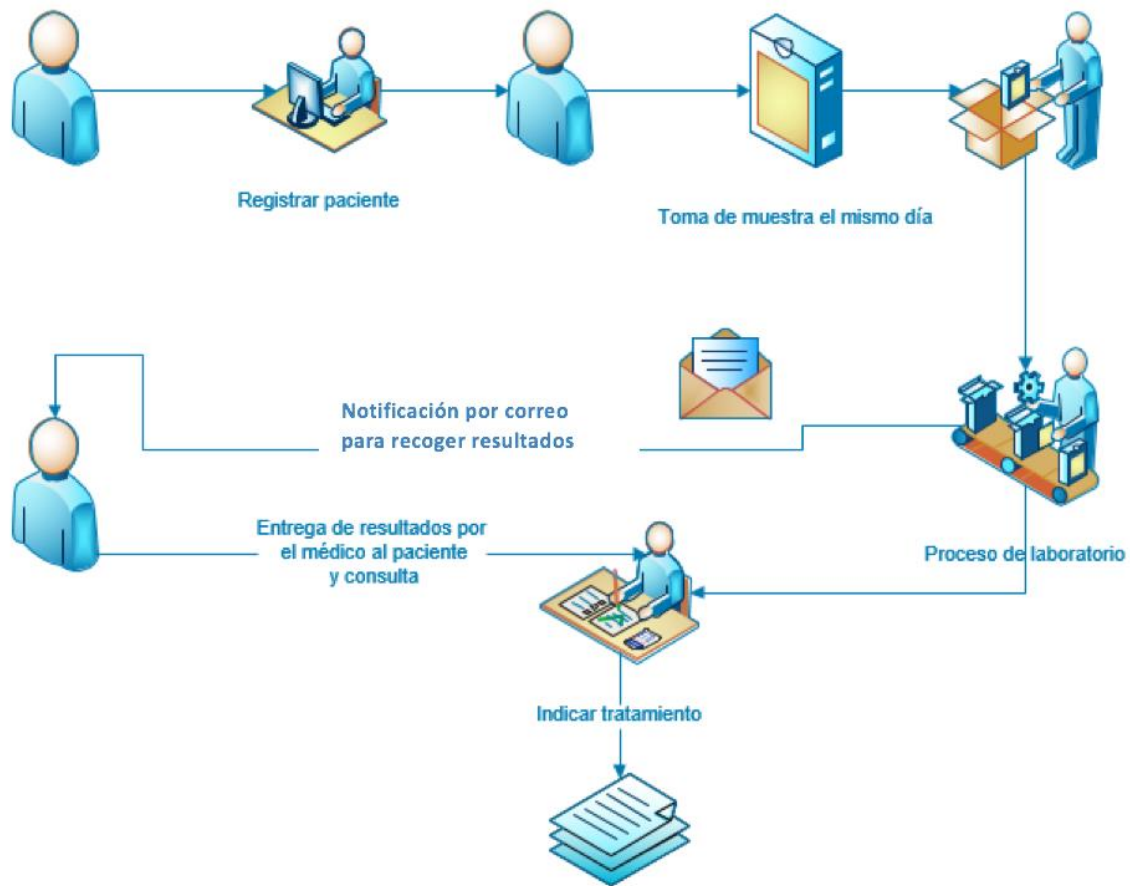 Registrar paciente
Toma de muestra el mismo día
Notificación por correo
para recoger resultados
Entrega de resultados por
el médico al paciente
y consulta
Proceso de laboratorio
Indicar tratamiento